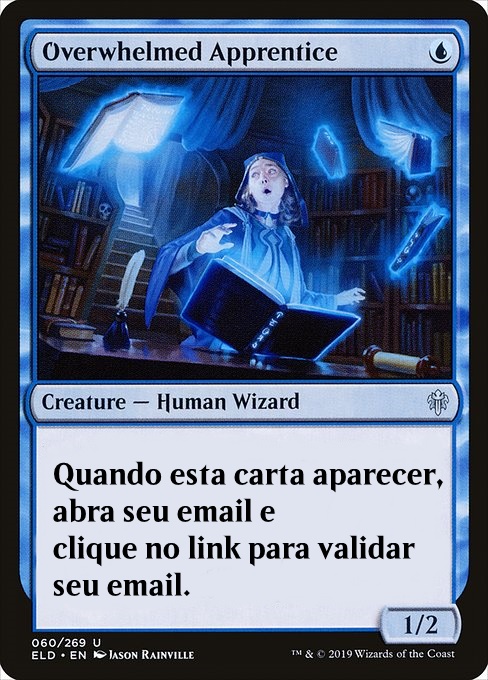 Overwhelmed Apprentice
Creature — Human Wizard
Quando esta carta aparecer,
abra seu email e
clique no link para validar
seu email.
1/2
060/269 U
ELD • EN Jason Rainville
™ & © 2019 Wizards of the Coast